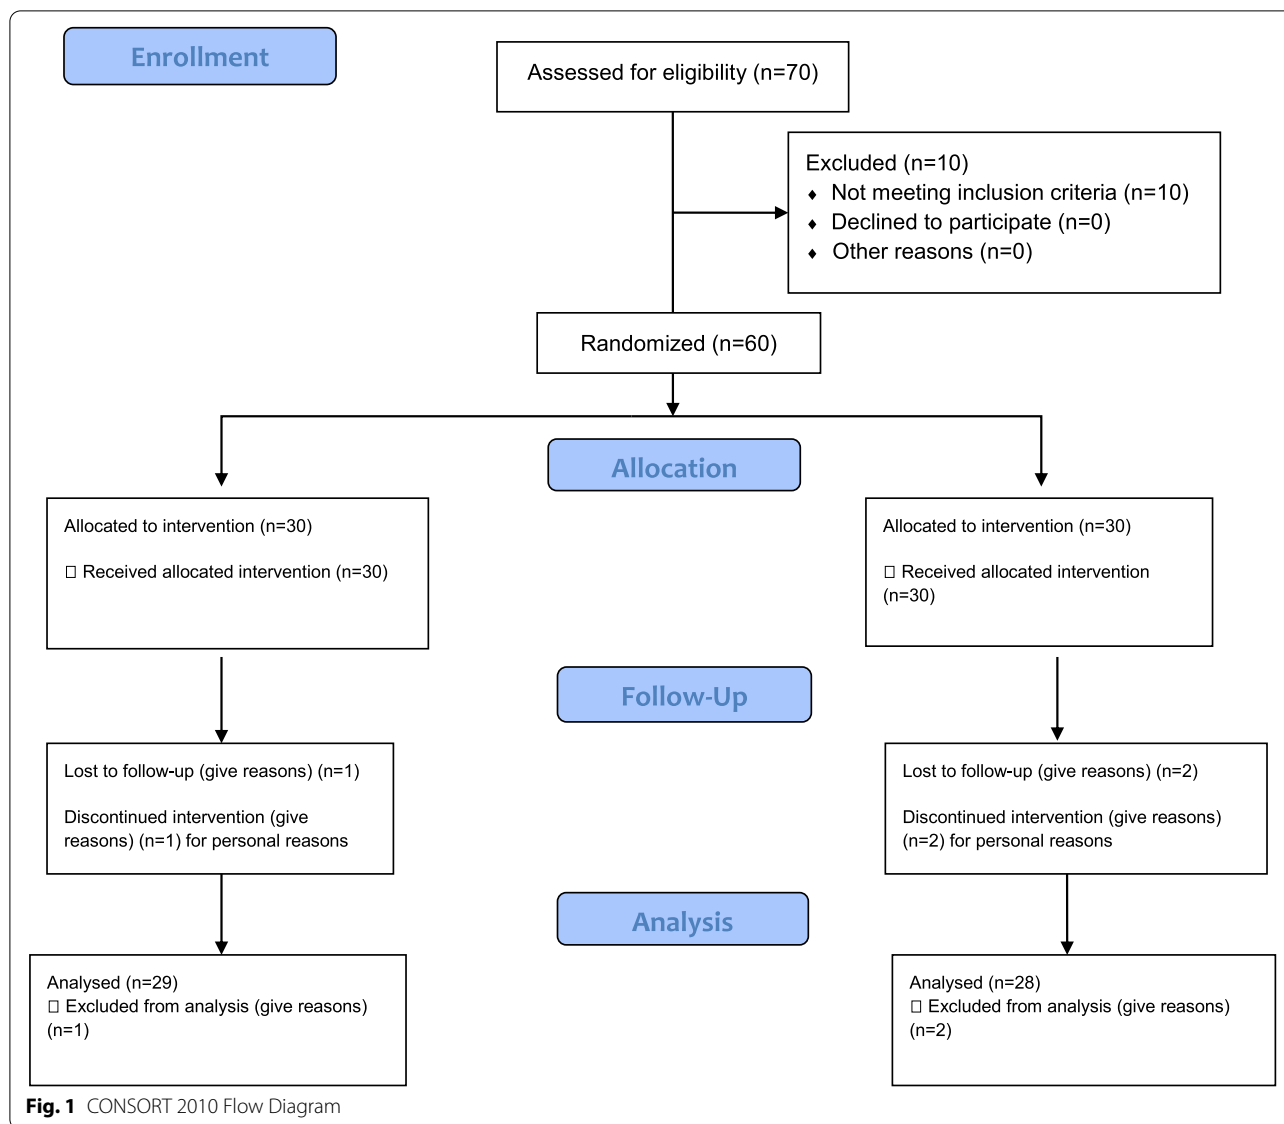 Enrollment
Assessed for eligibility (n=70)
Excluded (n=10)
♦ Not meeting inclusion criteria (n=10)
♦ Declined to participate (n=0)
♦ Other reasons (n=0)
Randomized (n=60)
Allocation
Allocated to intervention (n=30)
□ Received allocated intervention (n=30)
Allocated to intervention (n=30)
□ Received allocated intervention
(n=30)
Follow-Up
Lost to follow-up (give reasons) (n=1)
Discontinued intervention (give
reasons) (n=1) for personal reasons
Lost to follow-up (give reasons) (n=2)
Discontinued intervention (give reasons)
(n=2) for personal reasons
Analysis
Analysed (n=29)
□ Excluded from analysis (give reasons)
(n=1)
Analysed (n=28)
□ Excluded from analysis (give reasons)
(n=2)
Fig. 1 CONSORT 2010 Flow Diagram